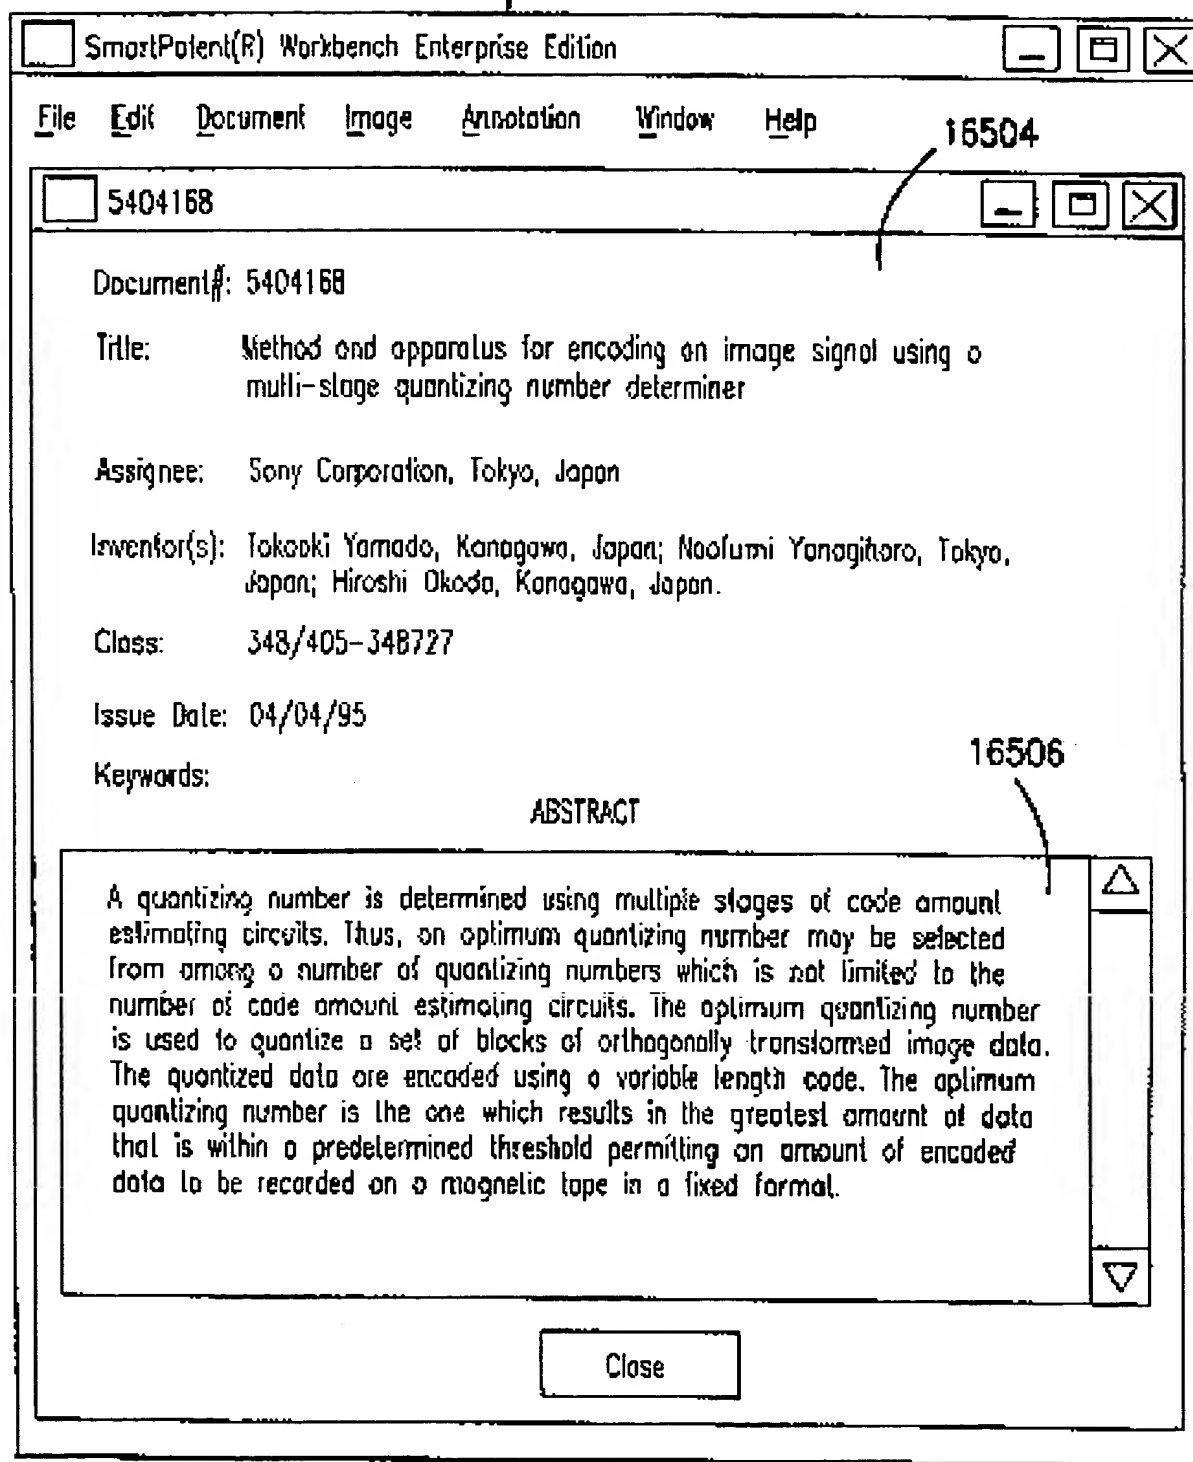 SmartPatent(R) Workbench Enterprise Edition
File Edit Document Image Annotation Window Help
16504
5404168
Document#: 5404168
Title: Method and apparatus for encoding an image signal using a
multi-stage quantizing number determiner
Assignee: Sony Corporation, Tokyo, Japan
Inventor(s): Takaaki Yamada, Kanagawa, Japan; Naofumi Yanagihara, Tokyo,
Japan; Hiroshi Okada, Kanagawa, Japan.
Class: 348/405-348727
Issue Date: 04/04/95
16506
Keywords:
ABSTRACT
A quantizing number is determined using multiple stages of code amount
estimating circuits. Thus, an optimum quantizing number may be selected
from among a number of quantizing numbers which is not limited to the
number of code amount estimating circuits. The optimum quantizing number
is used to quantize a set of blocks of orthogonally transformed image data.
The quantized data are encoded using a variable length code. The optimum
quantizing number is the one which results in the greatest amount of data
that is within a predetermined threshold permitting an amount of encoded
data to be recorded on a magnetic tape in a fixed format.
Close